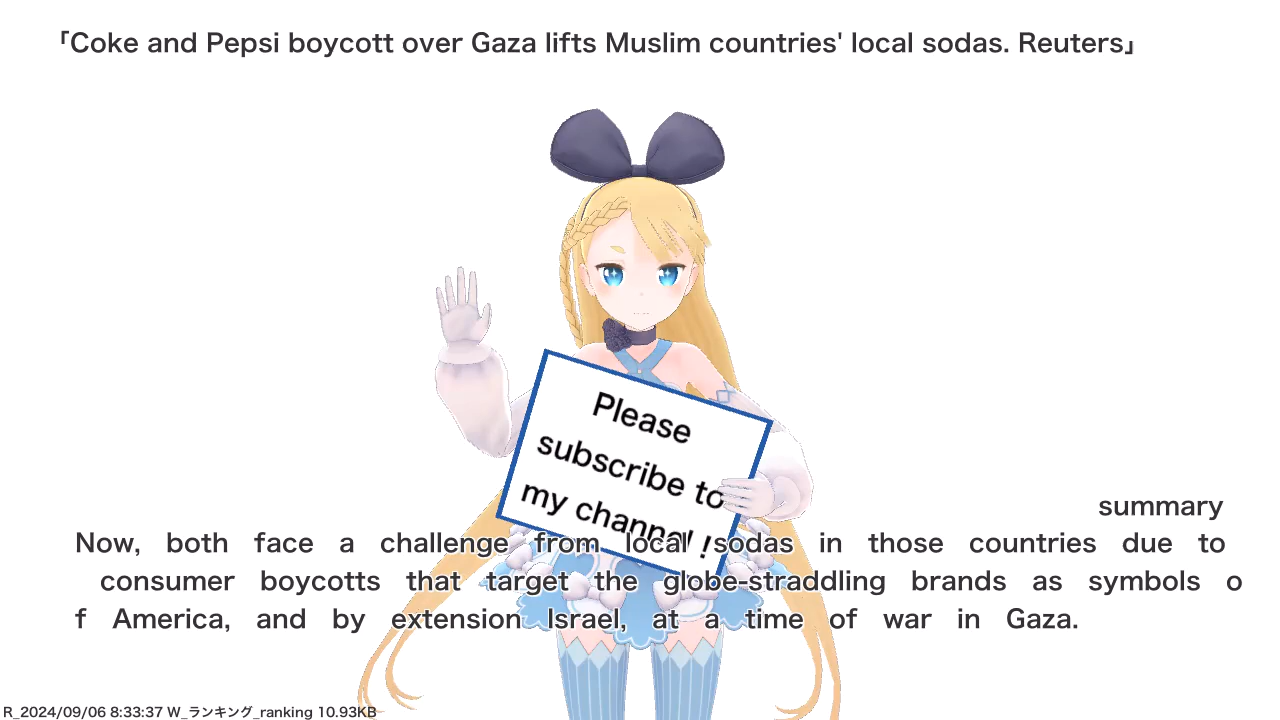 「Coke and Pepsi boycott over Gaza lifts Muslim countries' local sodas. Reuters」
Please
subscribe to
my channel !
summary
Now, both face a challenge from local sodas in those countries due to
consumer boycotts that target the globe-straddling brands as symbols o
f America, and by extension Israel, at a time of war in Gaza.
R_2024/09/06 8:33:37 W_ランキング_ranking 10.93KB